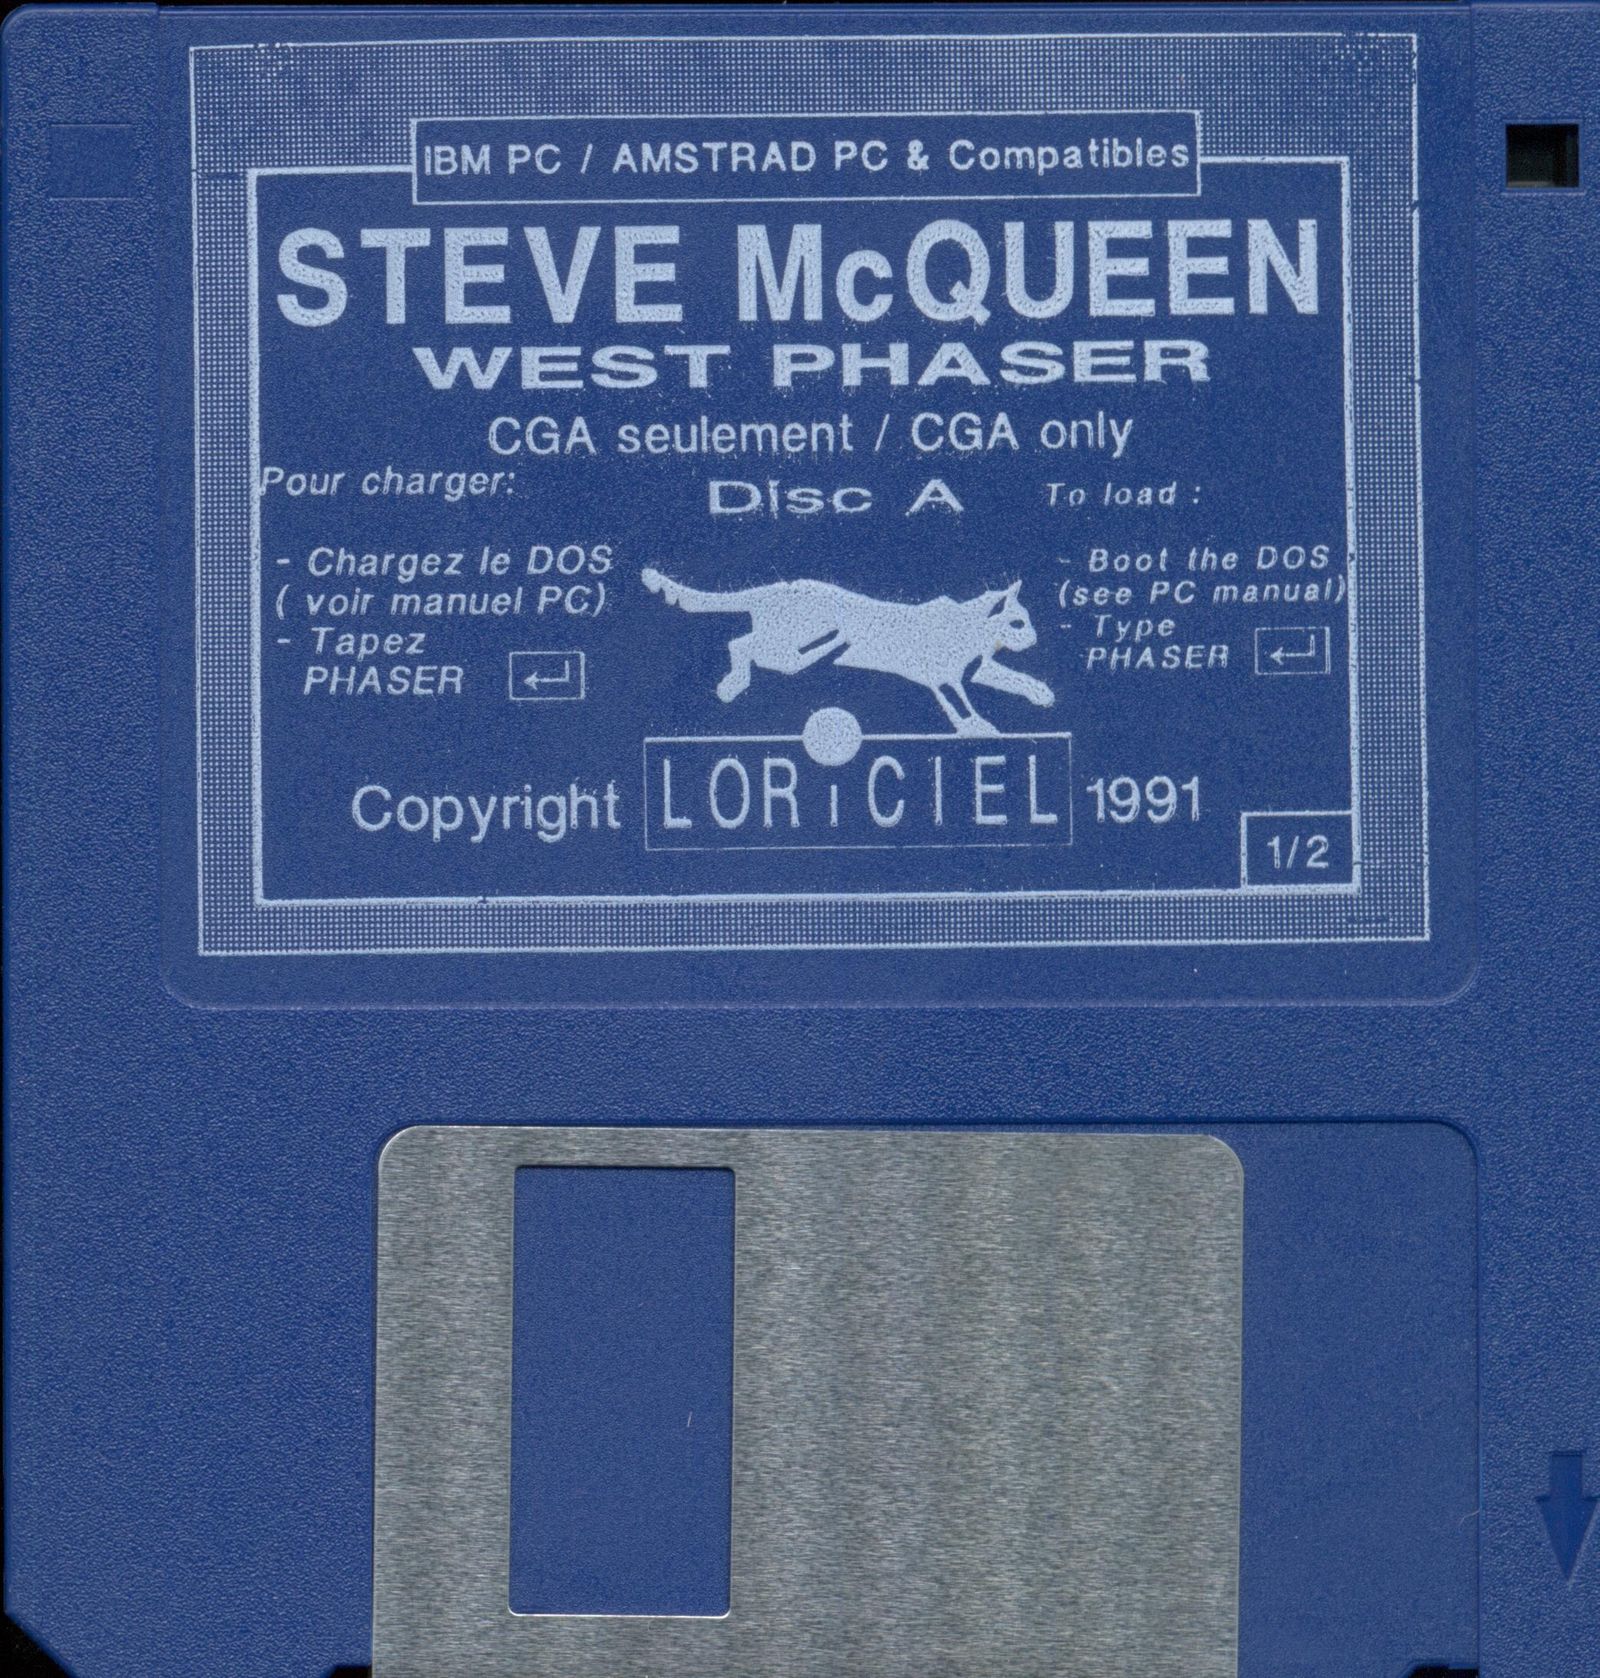 IBM PC / AMSTRAD PC & Compatibles
STEVE McQUEEN
WEST PHASER
CGA seulement / CGA only
Disc A
Pour charger:
- Chargez le DOS
( voir manuel PC)
- Tapez
PHASER
To load :
- Boot the DOS
(see PC manual)
- Type
PHASER
Copyright LORiCIEL 1991
1/2